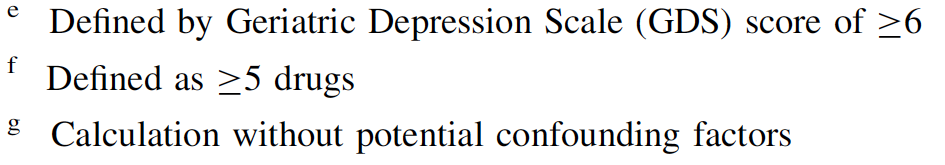 e Defined by Geriatric Depression Scale (GDS) score of ≥6
f Defined as ≥5 drugs
g Calculation without potential confounding factors